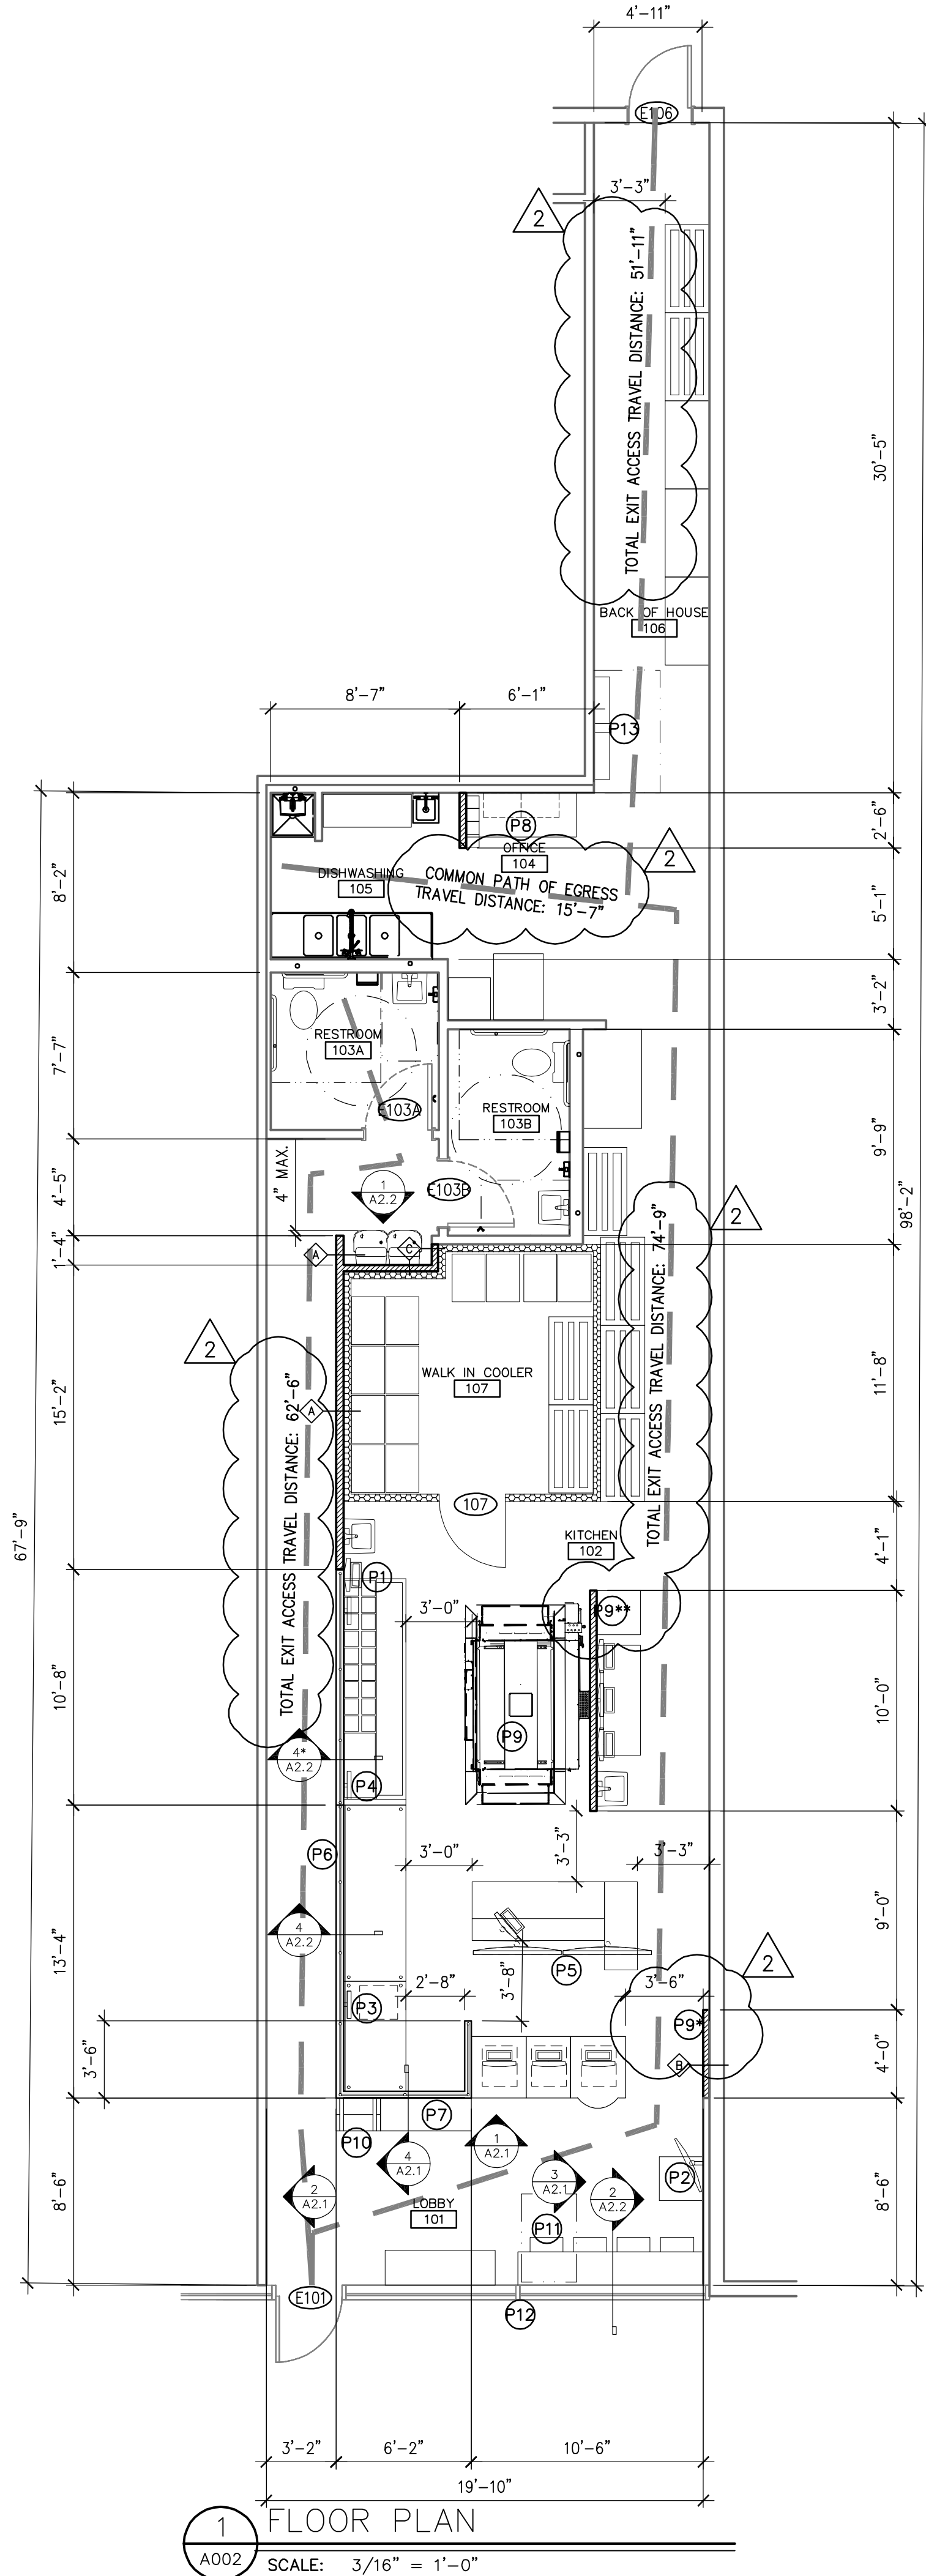 4'-11"
E106
3'-3"
2
TOTAL EXIT ACCESS TRAVEL DISTANCE: 51'-11"
30'-5"
BACK OF HOUSE
106
8'-7"
6'-1"
P13
P8
OFFICE
104
2
2'-6"
DISHWASHING
105
COMMON PATH OF EGRESS
TRAVEL DISTANCE: 15'-7"
8'-2"
5'-1"
3'-2"
RESTROOM
103A
7'-7"
E103A
RESTROOM
103B
9'-9"
4" MAX.
4'-5"
1
A2.2
E103B
98'-2"
2
1'-4"
A
C
TOTAL EXIT ACCESS TRAVEL DISTANCE: 74'-9"
2
WALK IN COOLER
107
11'-8"
15'-2"
A
TOTAL EXIT ACCESS TRAVEL DISTANCE: 62'-6"
67'-9"
107
KITCHEN
102
4'-1"
P1
3'-0"
P9**
10'-8"
P9
10'-0"
4*
A2.2
P4
P6
3'-0"
3'-3"
3'-3"
4
A2.2
13'-4"
9'-0"
P5
2
2'-8"
3'-8"
3'-6"
P3
P9*
3'-6"
B
4'-0"
P7
P10
4
A2.1
1
A2.1
3
A2.1
2
A2.1
2
A2.2
P2
8'-6"
8'-6"
LOBBY
101
P11
E101
P12
3'-2"
6'-2"
10'-6"
19'-10"
1
A002
FLOOR PLAN
SCALE: 3/16" = 1'-0"